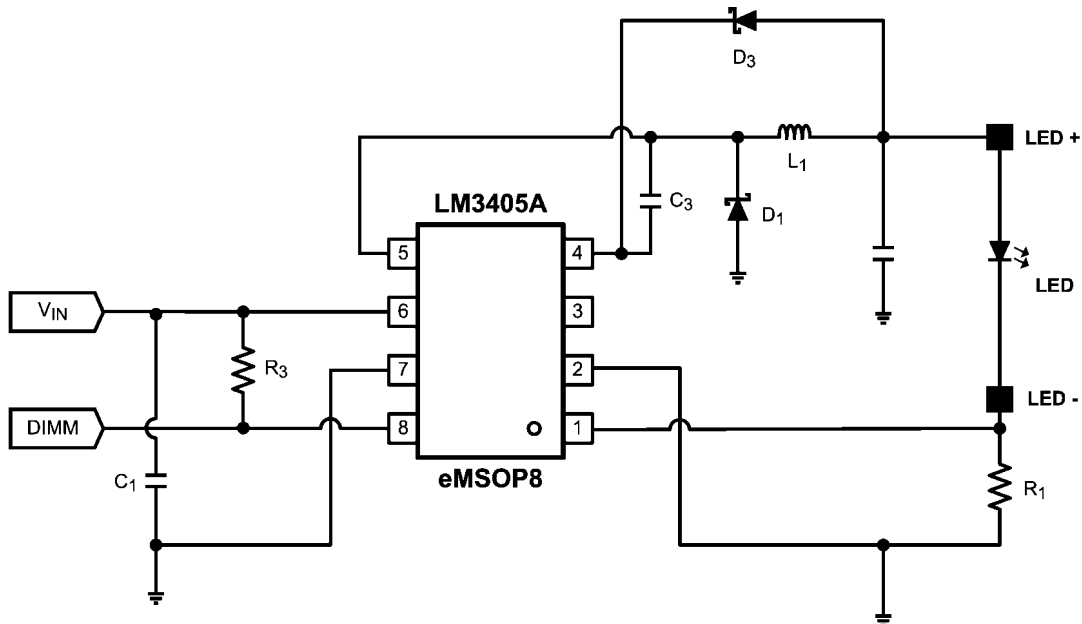 D3
LED +
L1
C3
D1
LM3405A
5
4
VIN
6
3
LED
R3
7
2
LED -
DIMM
8
1
C1
eMSOP8
R1